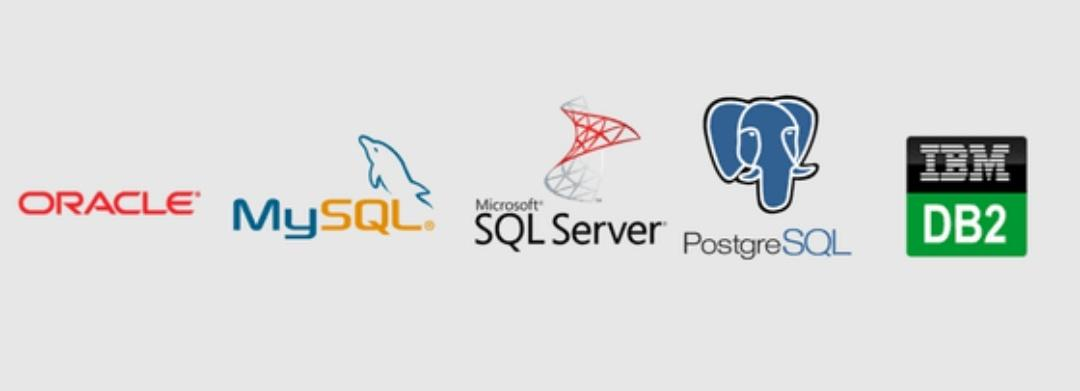 ORACLE®
MySQL®
Microsoft®
SQL Server®
PostgreSQL
IBM
DB2